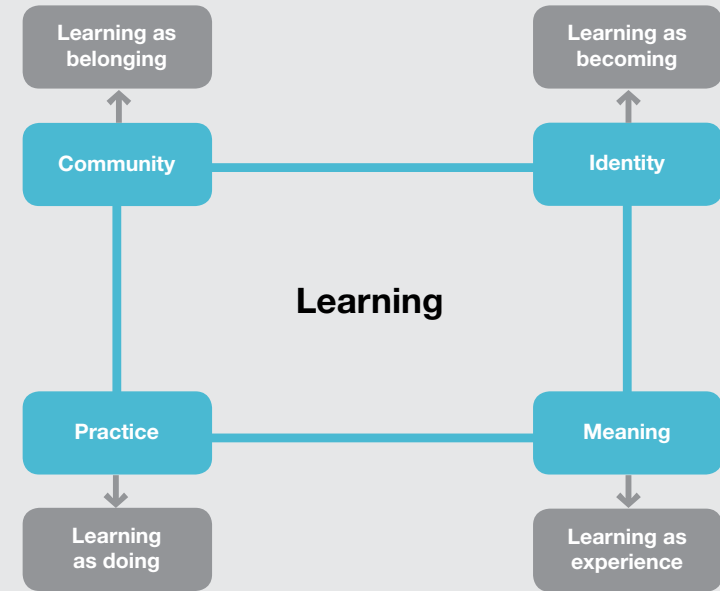 Learning as
belonging
Learning as
becoming
Community
Identity
Learning
Practice
Meaning
Learning
as doing
Learning as
experience